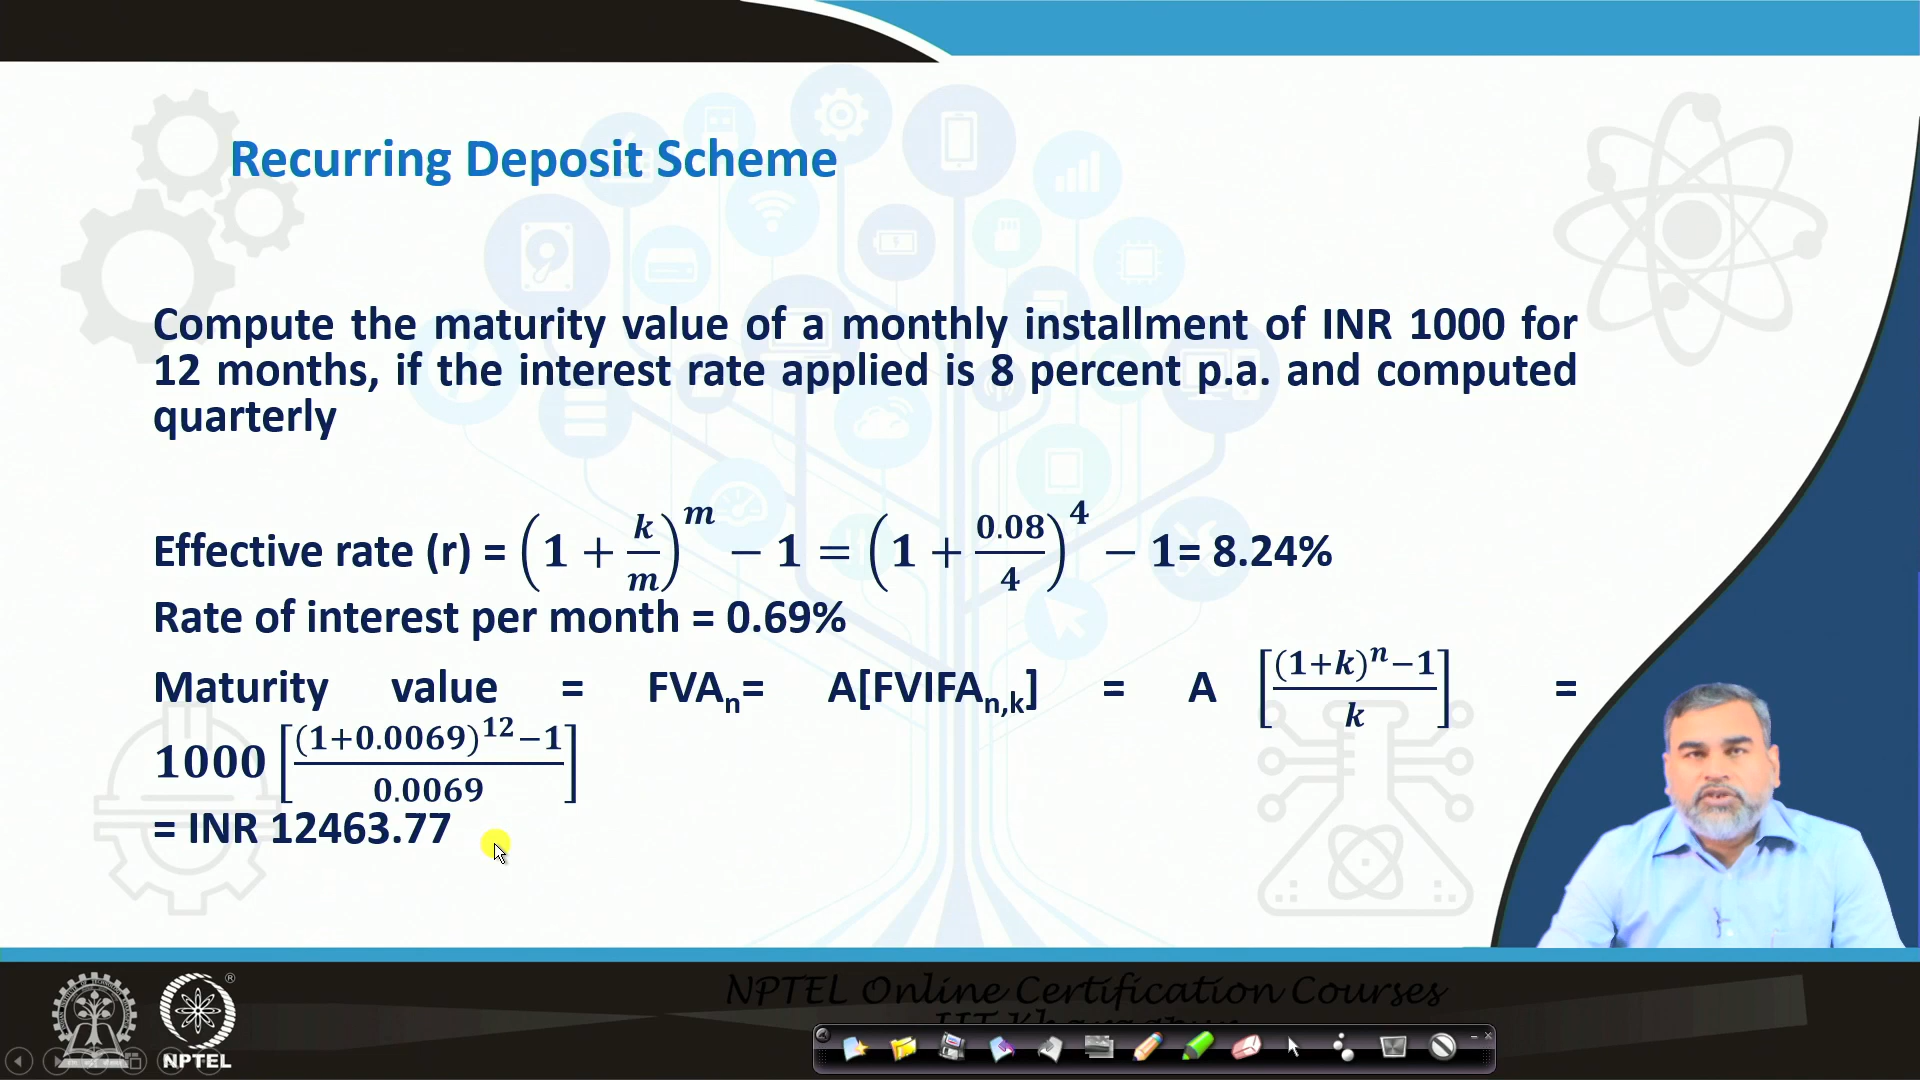 Recurring Deposit Scheme
Compute the maturity value of a monthly installment of INR 1000 for
12 months, if the interest rate applied is 8 percent p.a. and computed
quarterly
Effective rate (r) = (1 + k/m)^m − 1 = (1 + 0.08/4)^4 − 1= 8.24%
Rate of interest per month = 0.69%
Maturity value = FVAn= A[FVIFAn,k] = A [(1+k)^n−1 / k] =
1000 [(1+0.0069)^12−1 / 0.0069]
= INR 12463.77
NPTEL Online Certification Courses
NPTEL